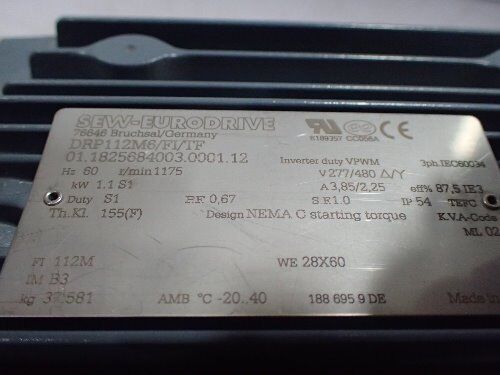 SEW-EURODRIVE
76646 Bruchsal/Germany
DRP112M6/FI/TF
01.1825684003.0001.12
Inverter duty VPWM 3ph.IEC60034
Hz 60 r/min 1175 V 277/480 Δ/Y
kW 1.1 S1 A 3,85/2,25 eff% 87,5 IE3
Duty S1 P.F 0,67 S.F 1.0 IP 54 TEFC
Th.Kl. 155(F) Design NEMA C starting torque K.V.A-Code
ML 02
FI 112M WE 28X60
IM B3
kg AMB °C -20..40 188 695 9 DE Made in